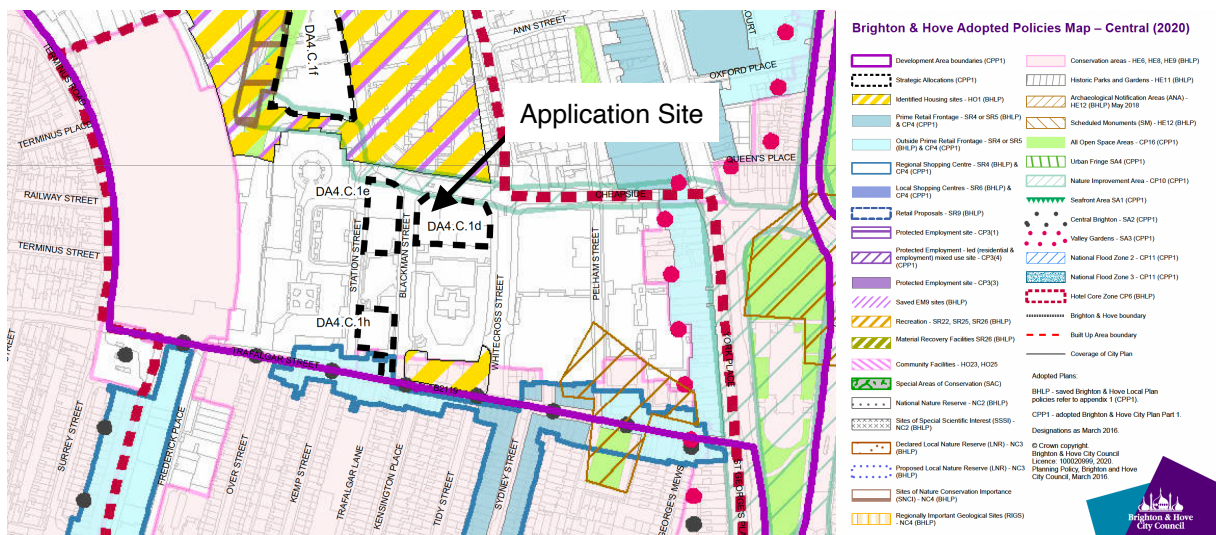 Brighton & Hove Adopted Policies Map – Central (2020)
Application Site
ANN STREET
COURT
OXFORD PLACE
QUEEN'S PLACE
CHEAPSIDE
TERMINUS ROAD
TERMINUS PLACE
RAILWAY STREET
TERMINUS STREET
DA4.C.1f
DA4.C.1e
DA4.C.1d
DA4.C.1h
STATION STREET
BLACKMAN STREET
WHITECROSS STREET
PELHAM STREET
YORK PLACE
TRAFALGAR STREET
B2119
SURREY STREET
FREDERICK PLACE
OVER STREET
KEMP STREET
TRAFALGAR LANE
KENSINGTON PLACE
TIDY STREET
SYDNEY STREET
GEORGE'S MEWS
ST GEORGE'S PL
STREET
Development Area boundaries (CPP1)
Strategic Allocations (CPP1)
Identified Housing sites - HO1 (BHLP)
Prime Retail Frontage - SR4 or SR5 (BHLP)
& CP4 (CPP1)
Outside Prime Retail Frontage - SR4 or SR5
(BHLP) & CP4 (CPP1)
Regional Shopping Centre - SR4 (BHLP) &
CP4 (CPP1)
Local Shopping Centres - SR6 (BHLP) &
CP4 (CPP1)
Retail Proposals - SR9 (BHLP)
Protected Employment site - CP3(1)
Protected Employment - led (residential &
employment) mixed use site - CP3(4)
(CPP1)
Protected Employment site - CP3(3)
Saved EM9 sites (BHLP)
Recreation - SR22, SR25, SR26 (BHLP)
Material Recovery Facilities SR26 (BHLP)
Community Facilities - HO23, HO25
Special Areas of Conservation (SAC)
National Nature Reserve - NC2 (BHLP)
Sites of Special Scientific Interest (SSSI) -
NC2 (BHLP)
Declared Local Nature Reserve (LNR) - NC3
(BHLP)
Proposed Local Nature Reserve (LNR) - NC3
(BHLP)
Sites of Nature Conservation Importance
(SNCI) - NC4 (BHLP)
Regionally Important Geological Sites (RIGS)
- NC4 (BHLP)
Conservation areas - HE6, HE8, HE9 (BHLP)
Historic Parks and Gardens - HE11 (BHLP)
Archaeological Notification Areas (ANA) -
HE12 (BHLP) May 2018
Scheduled Monuments (SM) - HE12 (BHLP)
All Open Space Areas - CP16 (CPP1)
Urban Fringe SA4 (CPP1)
Nature Improvement Area - CP10 (CPP1)
Seafront Area SA1 (CPP1)
Central Brighton - SA2 (CPP1)
Valley Gardens - SA3 (CPP1)
National Flood Zone 2 - CP11 (CPP1)
National Flood Zone 3 - CP11 (CPP1)
Hotel Core Zone CP6 (BHLP)
Brighton & Hove boundary
Built Up Area boundary
Coverage of City Plan
Adopted Plans:
BHLP - saved Brighton & Hove Local Plan
policies refer to appendix 1 (CPP1).
CPP1 - adopted Brighton & Hove City Plan Part 1.
Designations as March 2016.
© Crown copyright.
Brighton & Hove City Council
Licence: 100020999, 2020.
Planning Policy, Brighton and Hove
City Council, March 2016.
Brighton & Hove
City Council